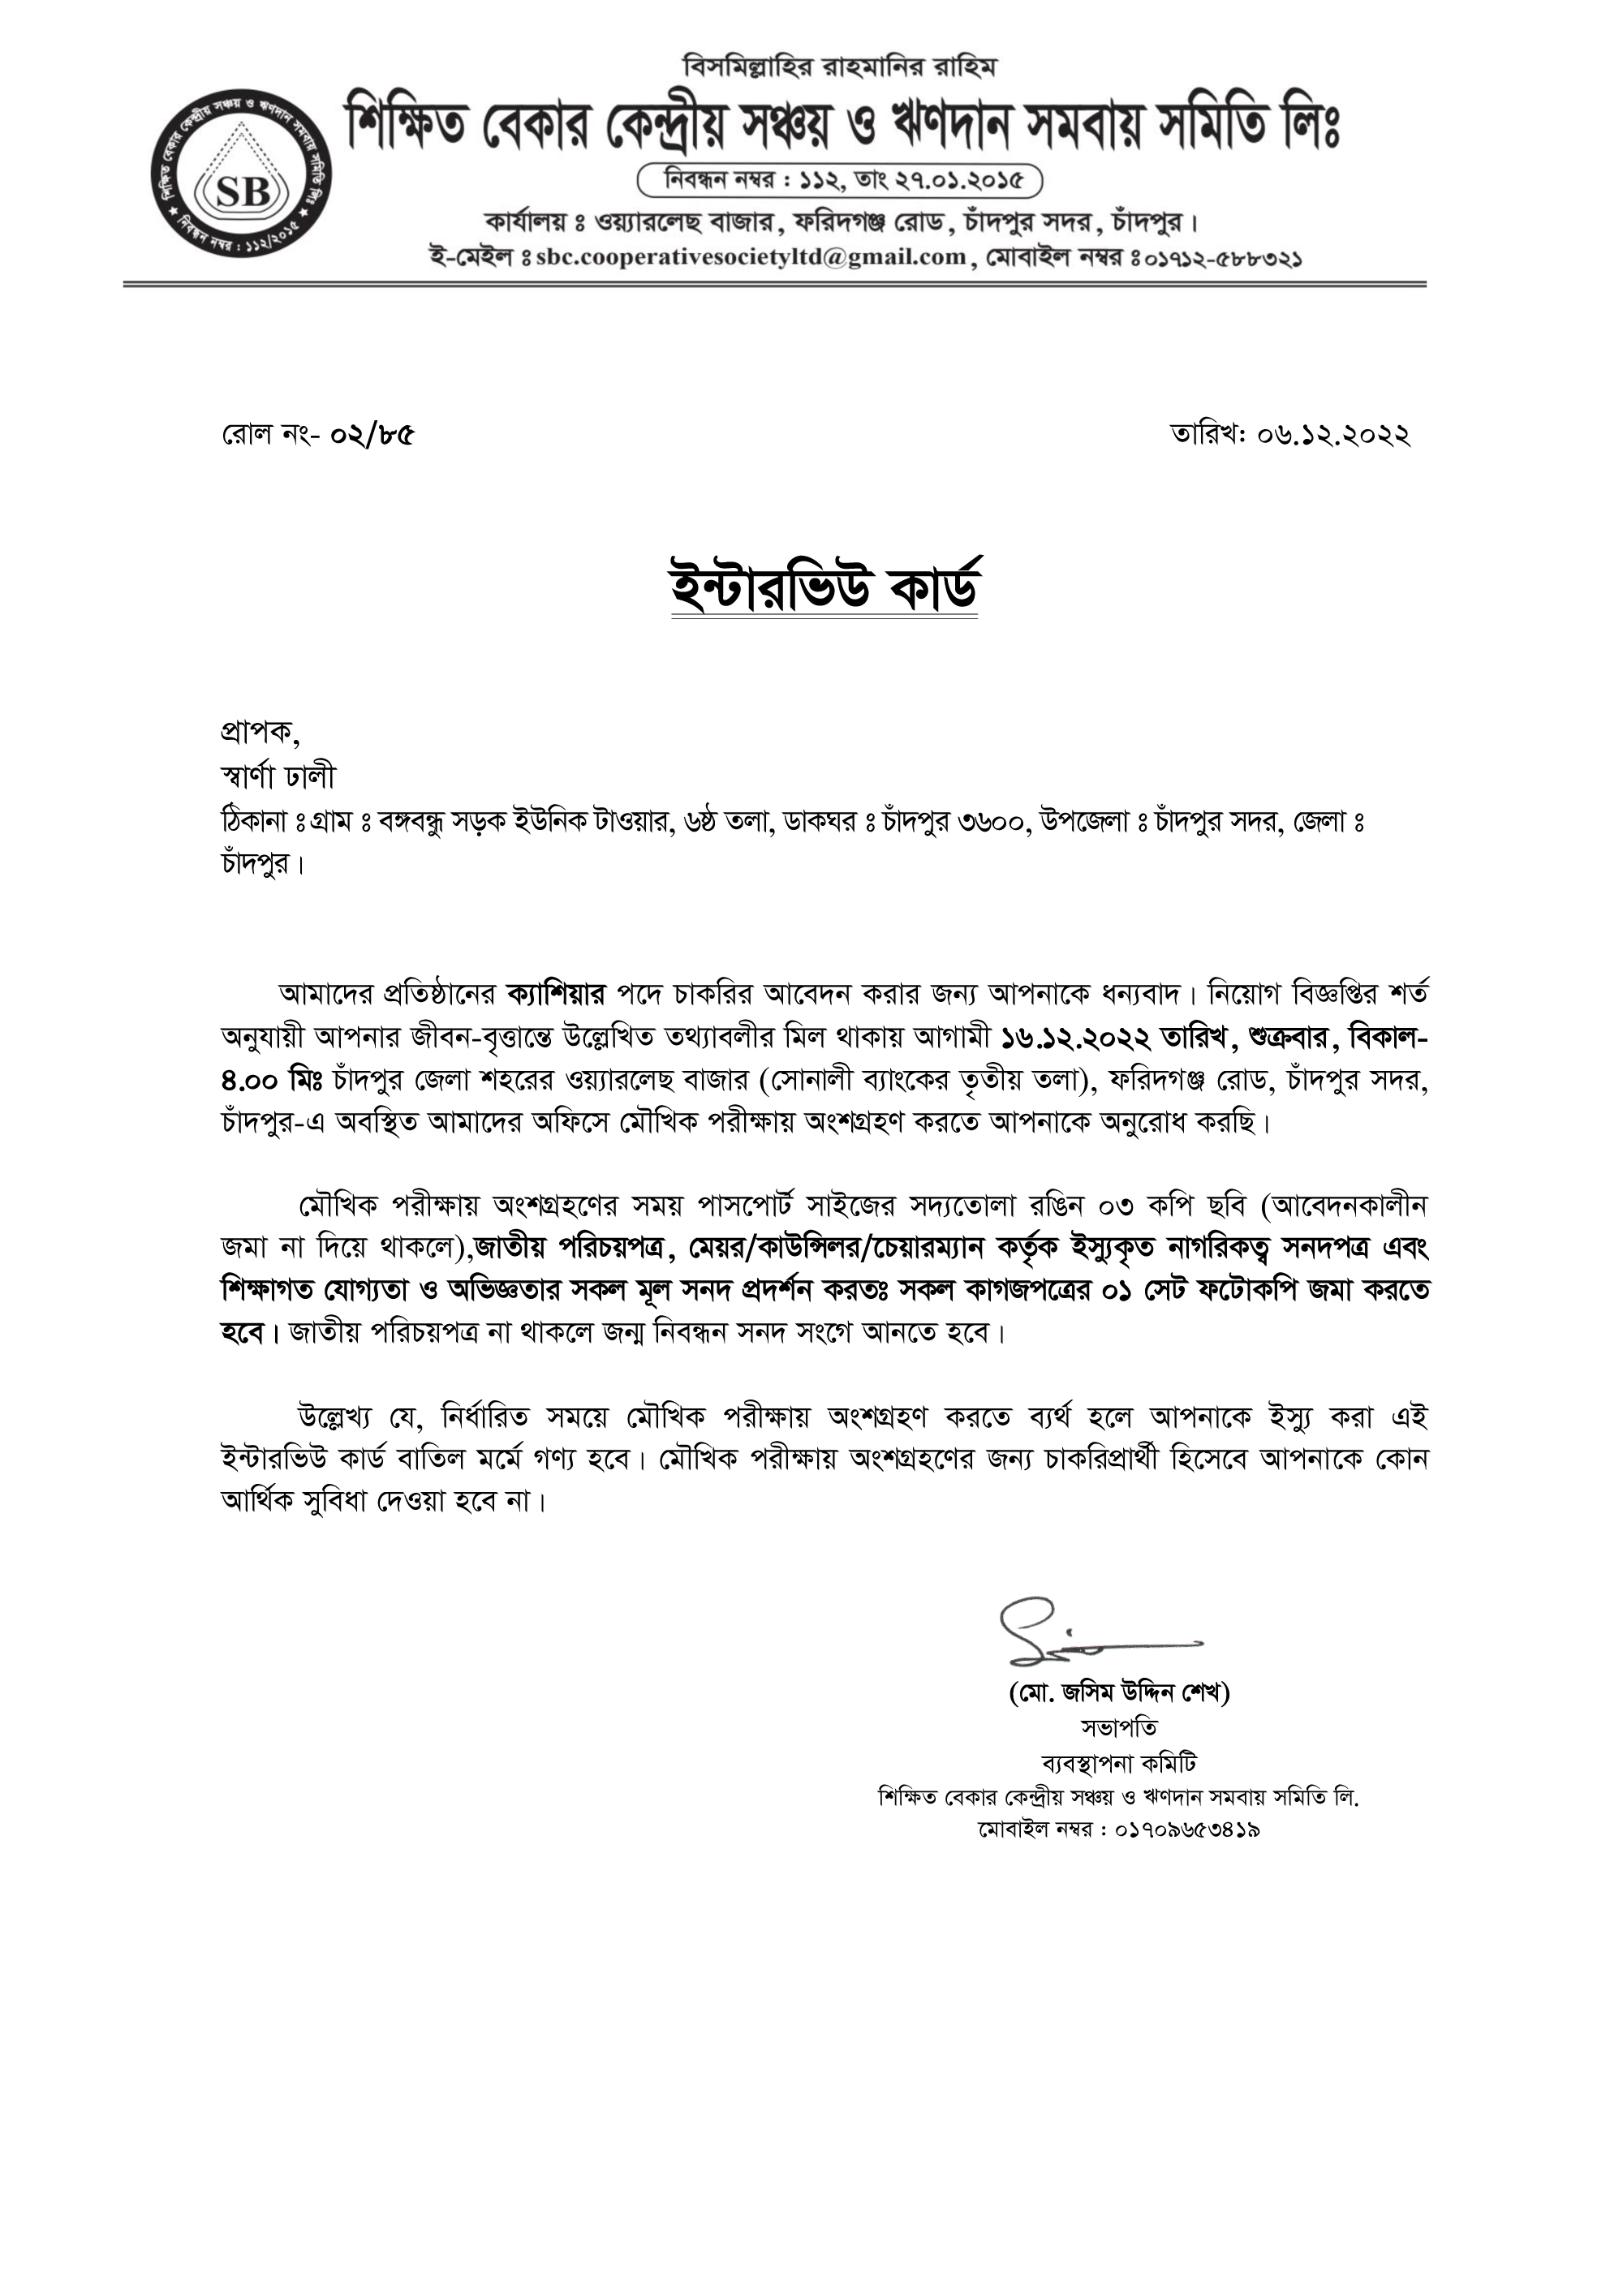 বিসমিল্লাহির রাহমানির রাহিম
শিক্ষিত বেকার কেন্দ্রীয় সঞ্চয় ও ঋণদান সমবায় সমিতি লিঃ
নিবন্ধন নম্বর : ১১২, তাং ২৭.০১.২০১৫
কার্যালয় ঃ ওয়্যারলেছ বাজার, ফরিদগঞ্জ রোড, চাঁদপুর সদর, চাঁদপুর।
ই-মেইল ঃ sbc.cooperativesocietyltd@gmail.com, মোবাইল নম্বর ঃ ০১৭১২-৫৮৮৩২১
শিক্ষিত বেকার কেন্দ্রীয় সঞ্চয় ও ঋণদান সমবায় সমিতি লিঃ
SB
★ নিবন্ধন নম্বর : ১১২/২০১৫ ★
রোল নং- ০২/৮৫
তারিখ: ০৬.১২.২০২২
ইন্টারভিউ কার্ড
প্রাপক,
স্বার্ণা ঢালী
ঠিকানা ঃ গ্রাম ঃ বঙ্গবন্ধু সড়ক ইউনিক টাওয়ার, ৬ষ্ঠ তলা, ডাকঘর ঃ চাঁদপুর ৩৬০০, উপজেলা ঃ চাঁদপুর সদর, জেলা ঃ
চাঁদপুর।
আমাদের প্রতিষ্ঠানের ক্যাশিয়ার পদে চাকরির আবেদন করার জন্য আপনাকে ধন্যবাদ। নিয়োগ বিজ্ঞপ্তির শর্ত
অনুযায়ী আপনার জীবন-বৃত্তান্তে উল্লেখিত তথ্যাবলীর মিল থাকায় আগামী ১৬.১২.২০২২ তারিখ, শুক্রবার, বিকাল-
৪.০০ মিঃ চাঁদপুর জেলা শহরের ওয়্যারলেছ বাজার (সোনালী ব্যাংকের তৃতীয় তলা), ফরিদগঞ্জ রোড, চাঁদপুর সদর,
চাঁদপুর-এ অবস্থিত আমাদের অফিসে মৌখিক পরীক্ষায় অংশগ্রহণ করতে আপনাকে অনুরোধ করছি।
মৌখিক পরীক্ষায় অংশগ্রহণের সময় পাসপোর্ট সাইজের সদ্যতোলা রঙিন ০৩ কপি ছবি (আবেদনকালীন
জমা না দিয়ে থাকলে),জাতীয় পরিচয়পত্র, মেয়র/কাউন্সিলর/চেয়ারম্যান কর্তৃক ইস্যুকৃত নাগরিকত্ব সনদপত্র এবং
শিক্ষাগত যোগ্যতা ও অভিজ্ঞতার সকল মূল সনদ প্রদর্শন করতঃ সকল কাগজপত্রের ০১ সেট ফটোকপি জমা করতে
হবে। জাতীয় পরিচয়পত্র না থাকলে জন্ম নিবন্ধন সনদ সংগে আনতে হবে।
উল্লেখ্য যে, নির্ধারিত সময়ে মৌখিক পরীক্ষায় অংশগ্রহণ করতে ব্যর্থ হলে আপনাকে ইস্যু করা এই
ইন্টারভিউ কার্ড বাতিল মর্মে গণ্য হবে। মৌখিক পরীক্ষায় অংশগ্রহণের জন্য চাকরিপ্রার্থী হিসেবে আপনাকে কোন
আর্থিক সুবিধা দেওয়া হবে না।
(মো. জসিম উদ্দিন শেখ)
সভাপতি
ব্যবস্থাপনা কমিটি
শিক্ষিত বেকার কেন্দ্রীয় সঞ্চয় ও ঋণদান সমবায় সমিতি লি.
মোবাইল নম্বর : ০১৭০৯৬৫৩৪১৯